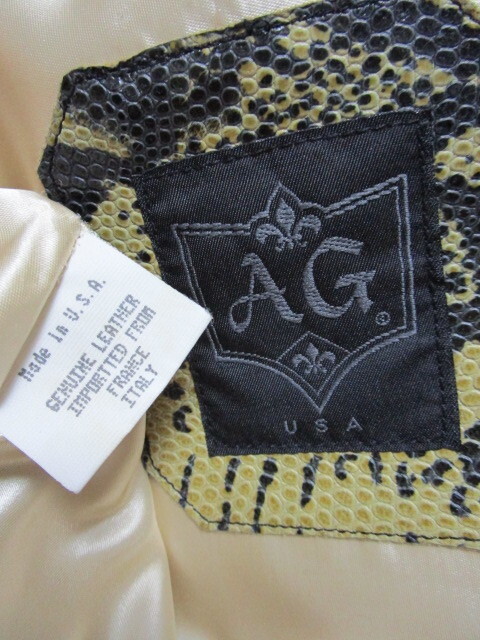 Made in U.S.A.
GENUINE LEATHER
IMPORTED FROM
FRANCE
ITALY
AG®
USA